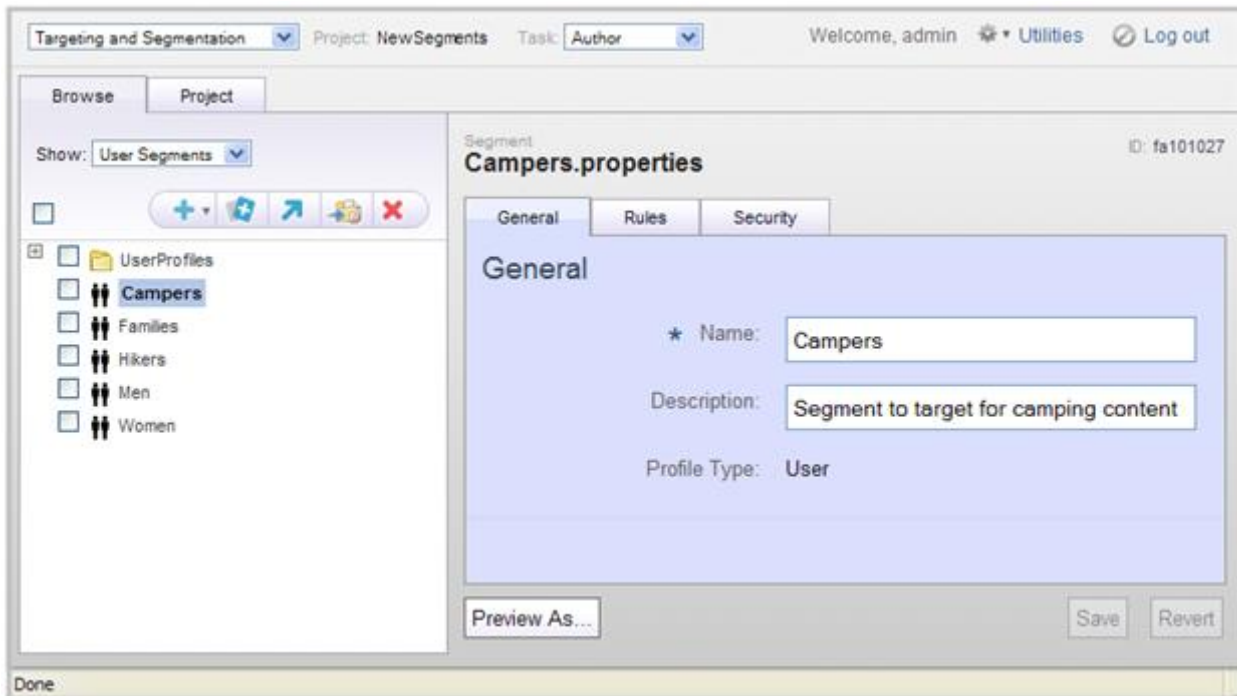 Targeting and Segmentation Project: NewSegments Task: Author Welcome, admin Utilities Log out
Browse Project
Show: User Segments
UserProfiles
Campers
Families
Hikers
Men
Women
Segment
Campers.properties
ID: fa101027
General Rules Security
General
* Name: Campers
Description: Segment to target for camping content
Profile Type: User
Preview As... Save Revert
Done